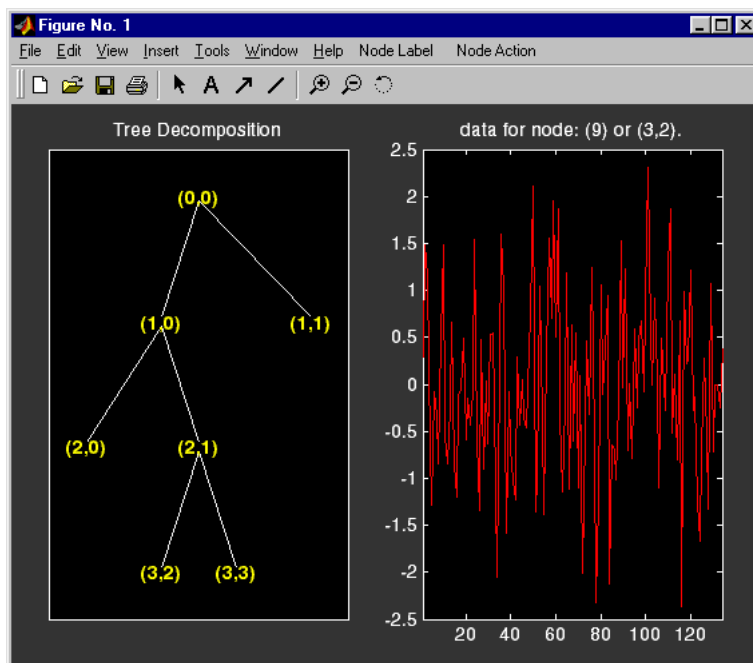 Figure No. 1
File Edit View Insert Tools Window Help Node Label Node Action
A
Tree Decomposition
(0,0)
(1,0) (1,1)
(2,0) (2,1)
(3,2) (3,3)
data for node: (9) or (3,2).
2.5
2
1.5
1
0.5
0
-0.5
-1
-1.5
-2
-2.5
20 40 60 80 100 120